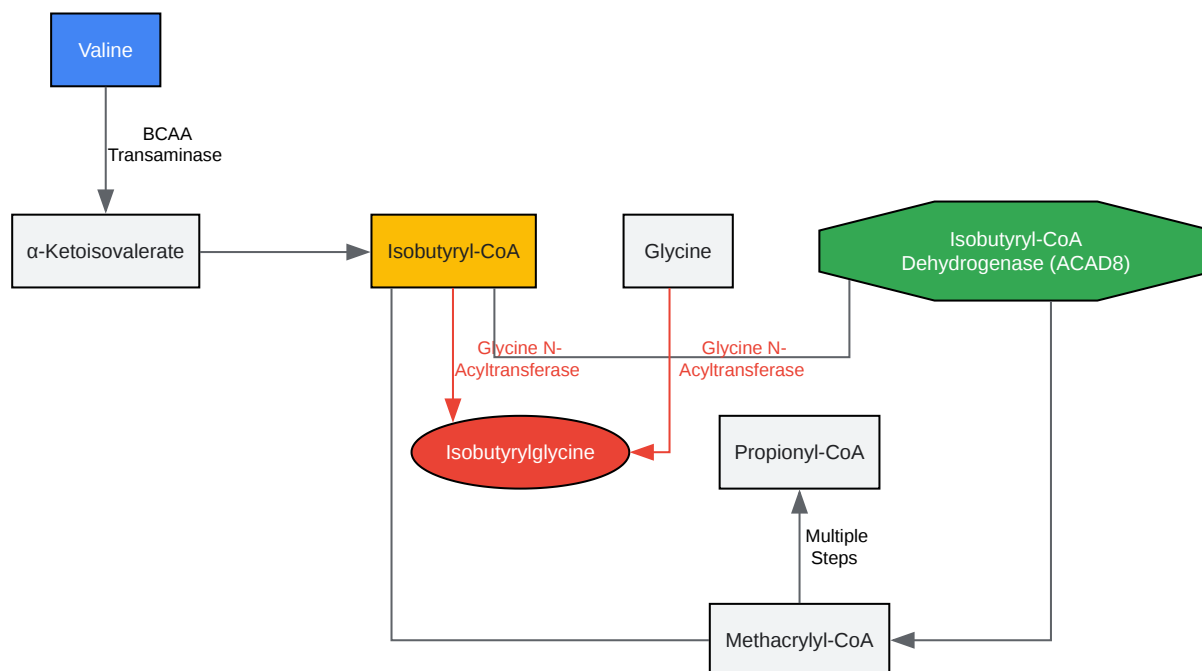 Valine
BCAA
Transaminase
α-Ketoisovalerate
Isobutyryl-CoA
Glycine
Isobutyryl-CoA
Dehydrogenase (ACAD8)
Glycine N-
Acyltransferase
Glycine N-
Acyltransferase
Isobutyrylglycine
Propionyl-CoA
Multiple
Steps
Methacrylyl-CoA